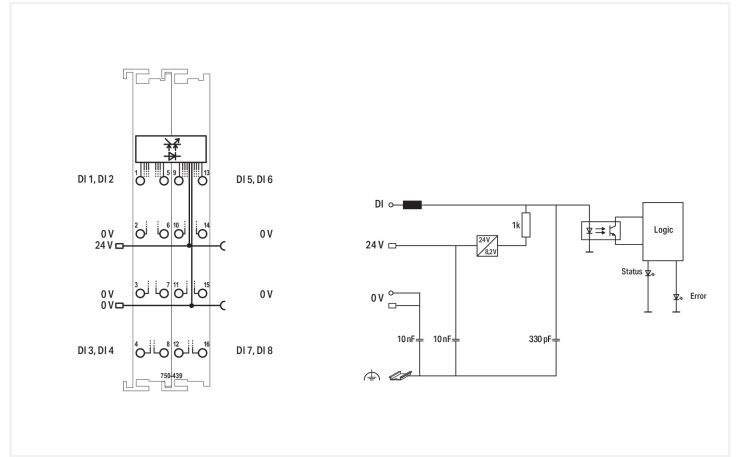 1 5 9 13
DI 1, DI 2 DI 5, DI 6
2 6 10 14
0 V 0 V
24 V
3 7 11 15
0 V 0 V
0 V
4 8 12 16
DI 3, DI 4 DI 7, DI 8
750-439
DI
1k
24 V
24 V
8,2V
0 V
10 nF 10 nF 330 pF
Logic
Status
Error